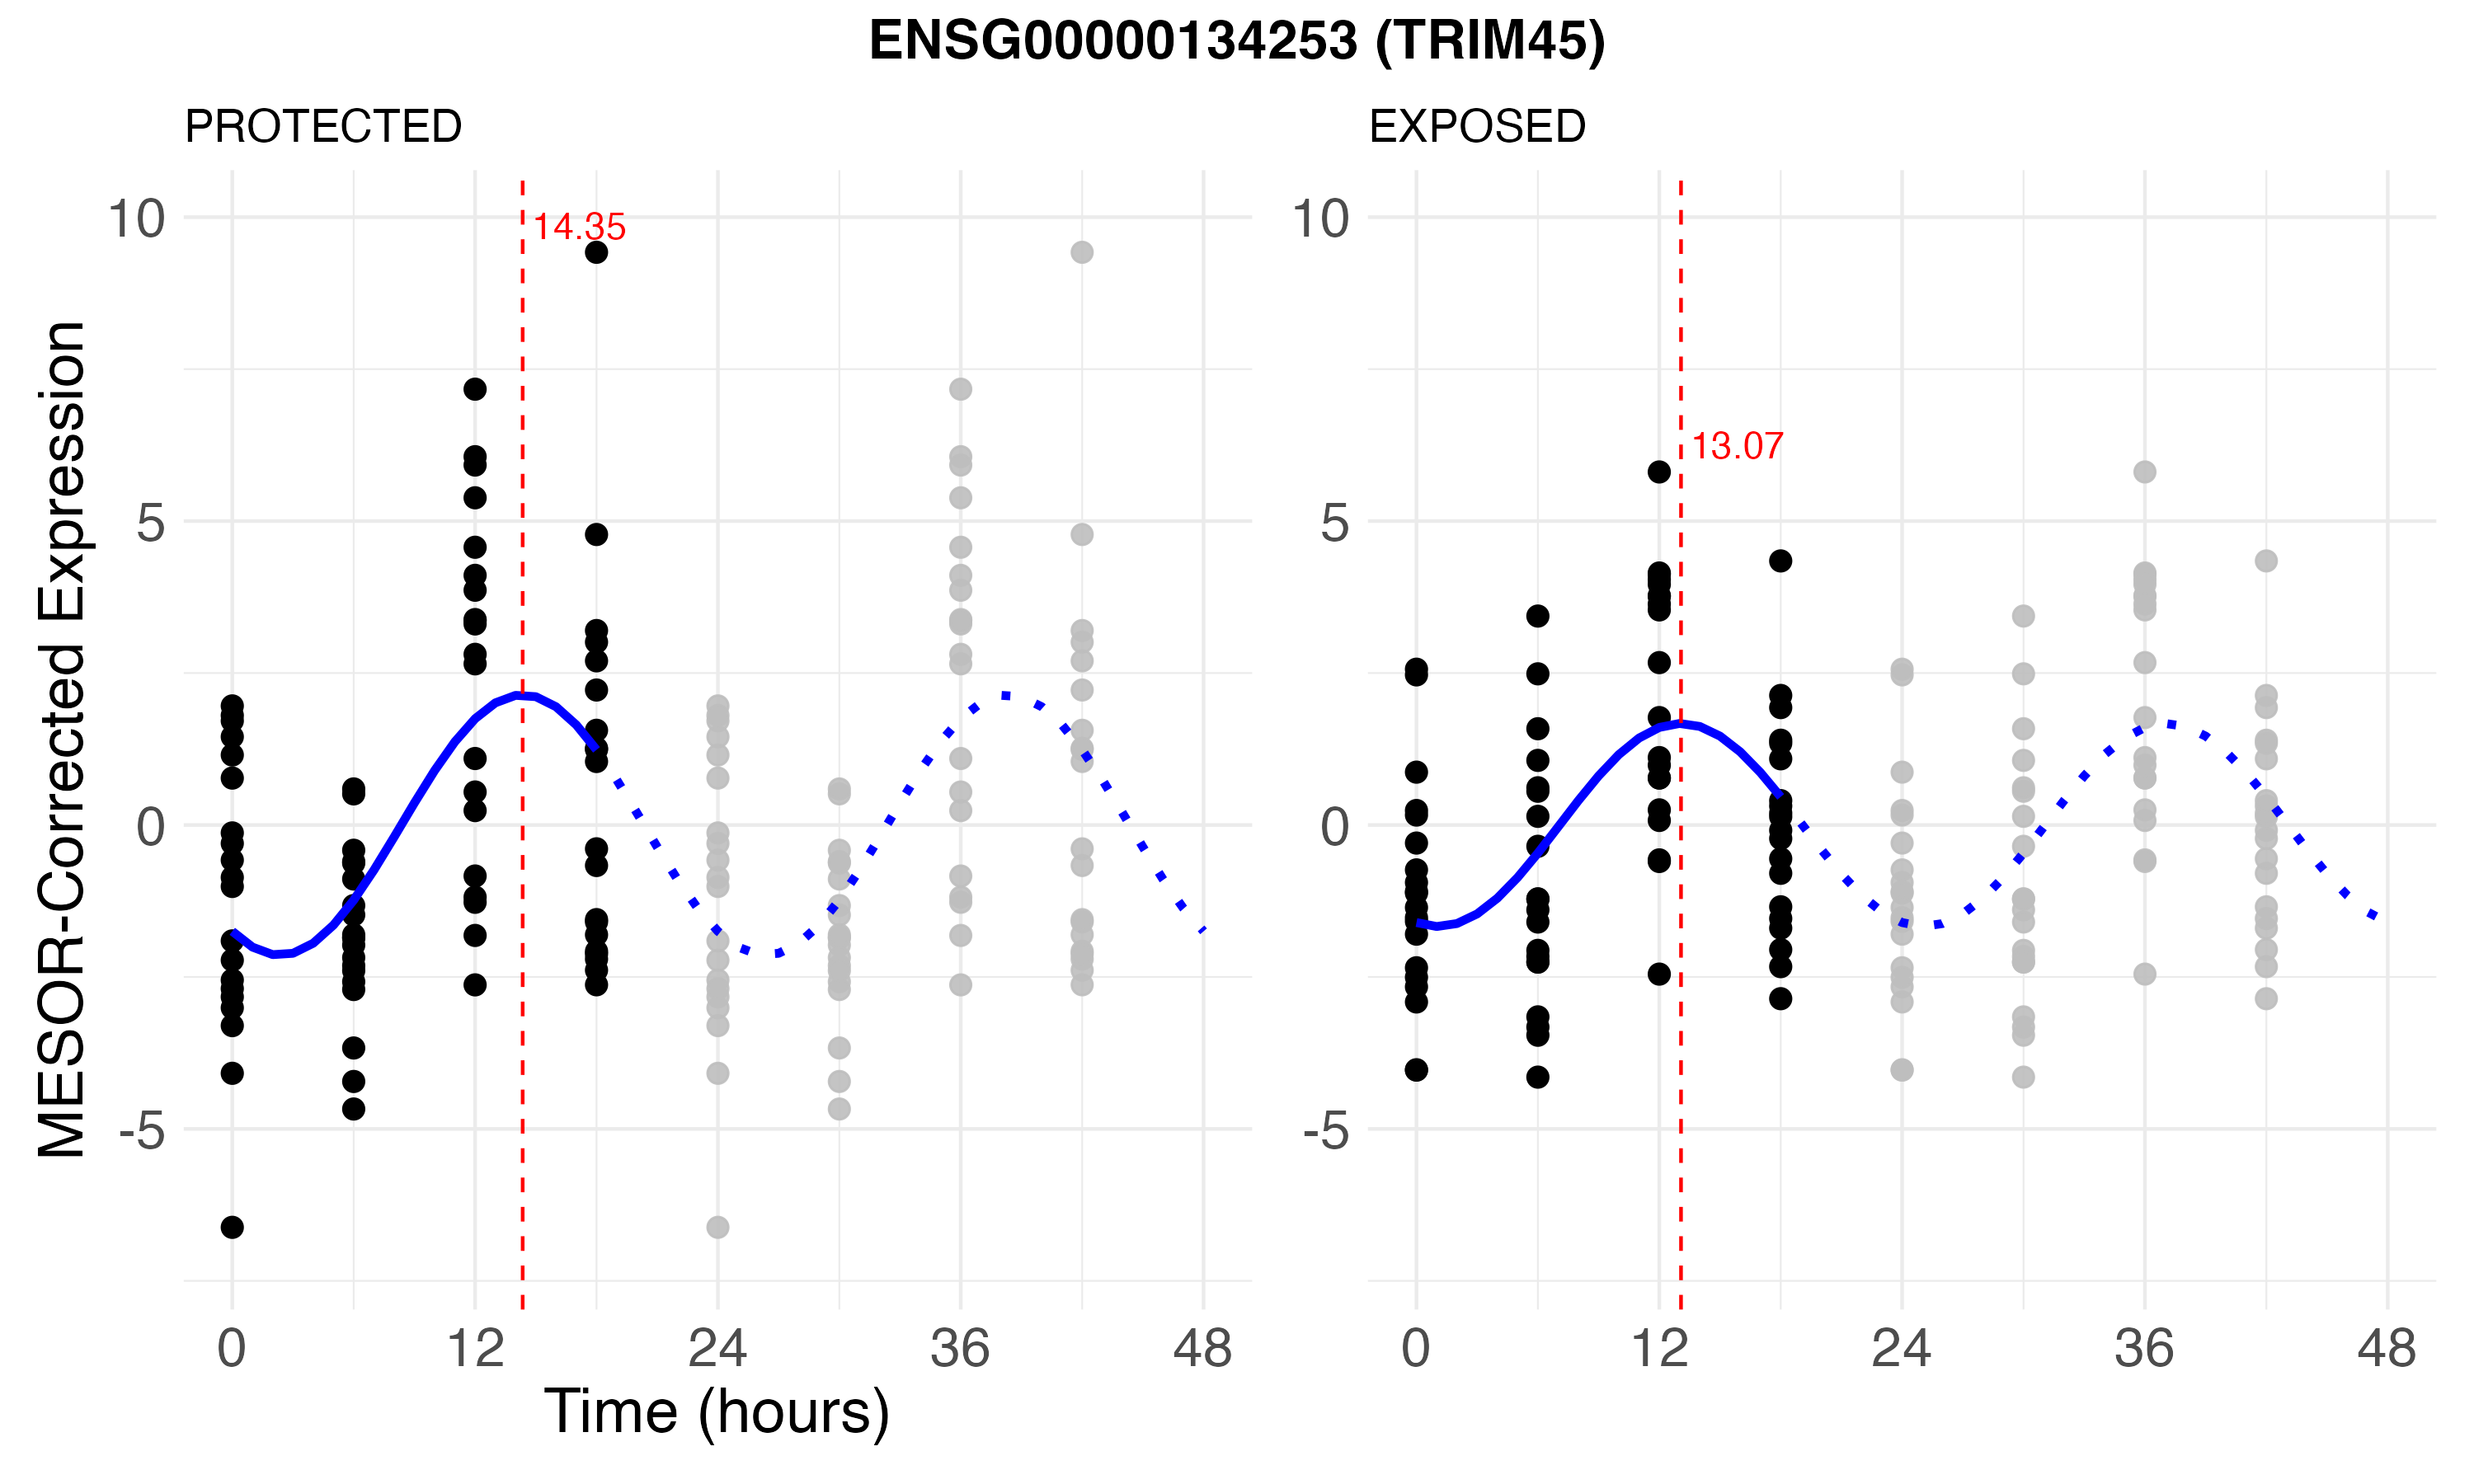 ENSG00000134253 (TRIM45)
PROTECTED
EXPOSED
MESOR-Corrected Expression
10
5
0
-5
14.35
0 12 24 36 48
10
5
0
-5
13.07
0 12 24 36 48
Time (hours)